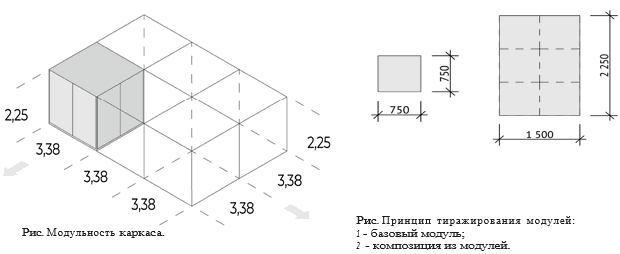 2,25
3,38
3,38
3,38
3,38
3,38
2,25
Рис. Модульность каркаса.
750
750
2 250
1 500
Рис. Принцип тиражирования модулей:
1 - базовый модуль;
2 - композиция из модулей.